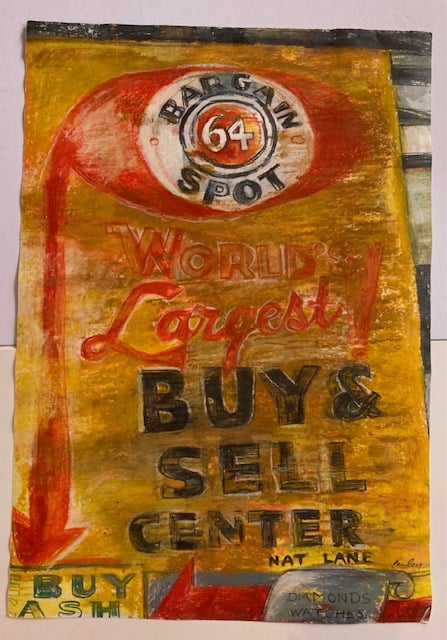 BARGAIN
64
SPOT
WORLD'S
Largest!
BUY &
SELL
CENTER
NAT LANE
BUY
ASH
DIAMONDS
WATCHES